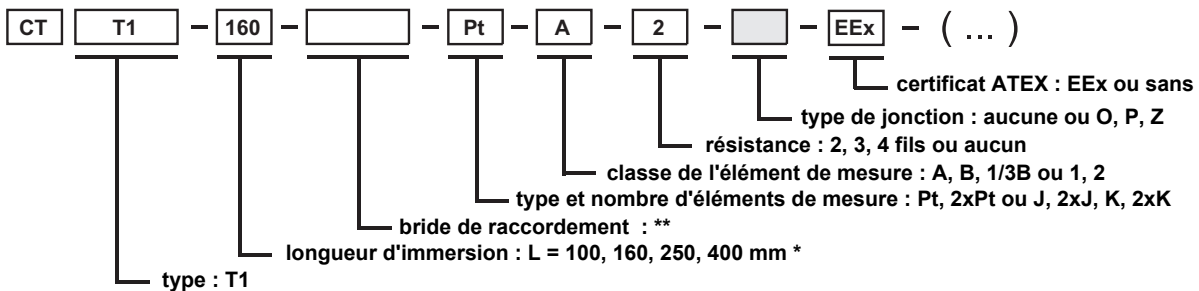 CT T1 – 160 – – Pt – A – 2 – – EEx – ( ... )
certificat ATEX : EEx ou sans
type de jonction : aucune ou O, P, Z
résistance : 2, 3, 4 fils ou aucun
classe de l'élément de mesure : A, B, 1/3B ou 1, 2
type et nombre d'éléments de mesure : Pt, 2xPt ou J, 2xJ, K, 2xK
bride de raccordement : **
longueur d'immersion : L = 100, 160, 250, 400 mm *
type : T1